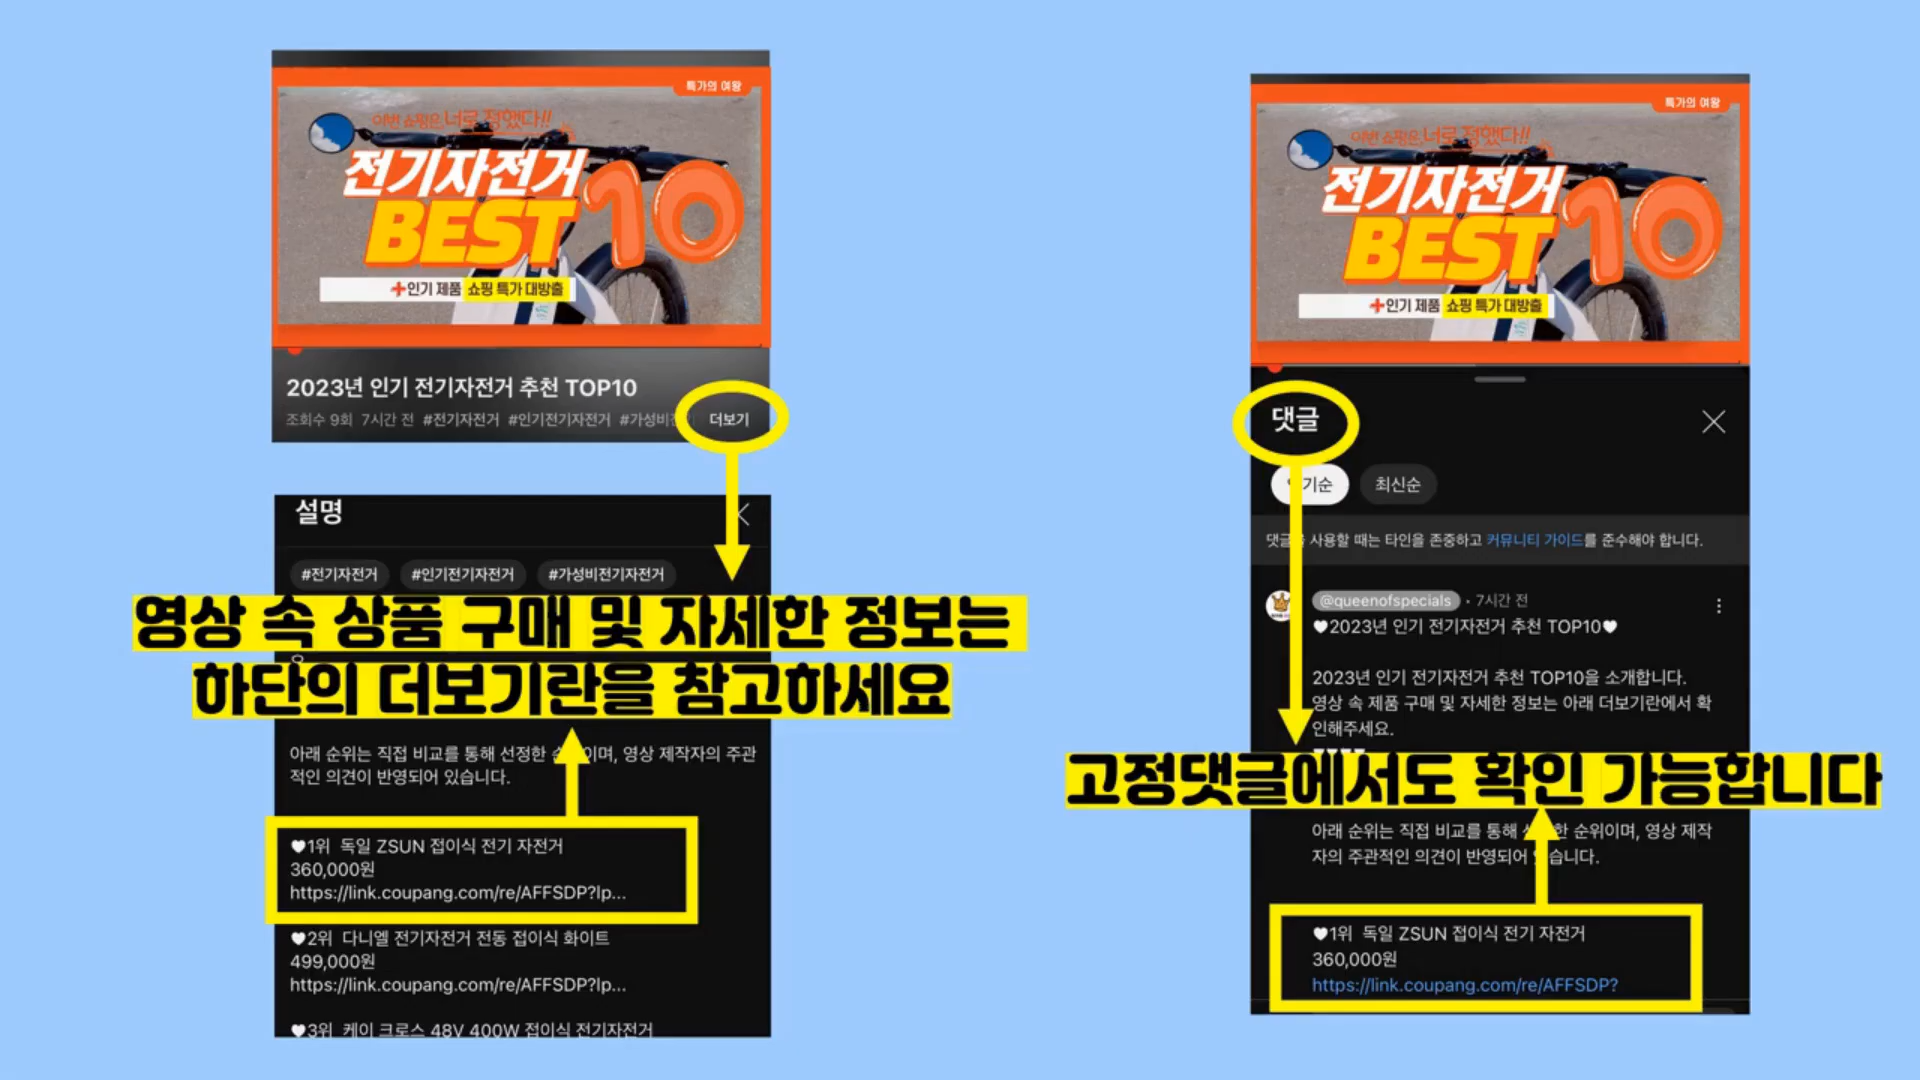 특가의 여왕
이번 쇼핑은 너로 정했다!!
전기자전거
BEST 10
+인기 제품 쇼핑 특가 대방출
2023년 인기 전기자전거 추천 TOP10
조회수 9회 7시간 전 #전기자전거 #인기전기자전거 #가성비 더보기
설명
#전기자전거 #인기전기자전거 #가성비전기자전거
영상 속 상품 구매 및 자세한 정보는
하단의 더보기란을 참고하세요
아래 순위는 직접 비교를 통해 선정한 이며, 영상 제작자의 주관
적인 의견이 반영되어 있습니다.
♥1위 독일 ZSUN 접이식 전기 자전거
360,000원
https://link.coupang.com/re/AFFSDP?lp...
♥2위 다니엘 전기자전거 전동 접이식 화이트
499,000원
https://link.coupang.com/re/AFFSDP?lp...
♥3위 케이 크로스 48V 400W 접이식 전기자전거
특가의 여왕
이번 쇼핑은 너로 정했다!!
전기자전거
BEST 10
+인기 제품 쇼핑 특가 대방출
댓글
기순 최신순
댓글 사용할 때는 타인을 존중하고 커뮤니티 가이드를 준수해야 합니다.
@queenofspecials · 7시간 전
♥2023년 인기 전기자전거 추천 TOP10♥
2023년 인기 전기자전거 추천 TOP10을 소개합니다.
영상 속 제품 구매 및 자세한 정보는 아래 더보기란에서 확
인해주세요.
고정댓글에서도 확인 가능합니다
아래 순위는 직접 비교를 통해 한 순위이며, 영상 제작
자의 주관적인 의견이 반영되어 습니다.
♥1위 독일 ZSUN 접이식 전기 자전거
360,000원
https://link.coupang.com/re/AFFSDP?